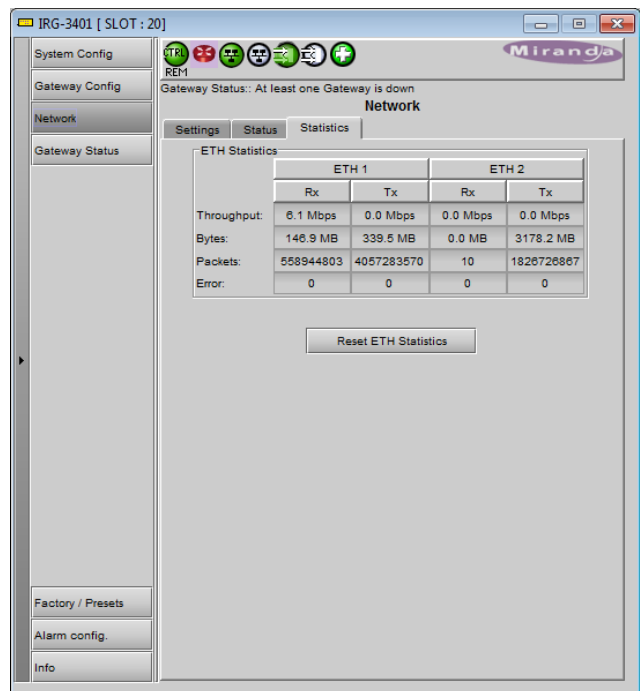 IRG-3401 [ SLOT : 20]
System Config
Gateway Config
Network
Gateway Status
CTRL
REM
Miranda
Gateway Status:: At least one Gateway is down
Network
Settings Status Statistics
ETH Statistics
ETH 1 ETH 2
Rx Tx Rx Tx
Throughput: 6.1 Mbps 0.0 Mbps 0.0 Mbps 0.0 Mbps
Bytes: 146.9 MB 339.5 MB 0.0 MB 3178.2 MB
Packets: 558944803 4057283570 10 1826726867
Error: 0 0 0 0
Reset ETH Statistics
Factory / Presets
Alarm config.
Info